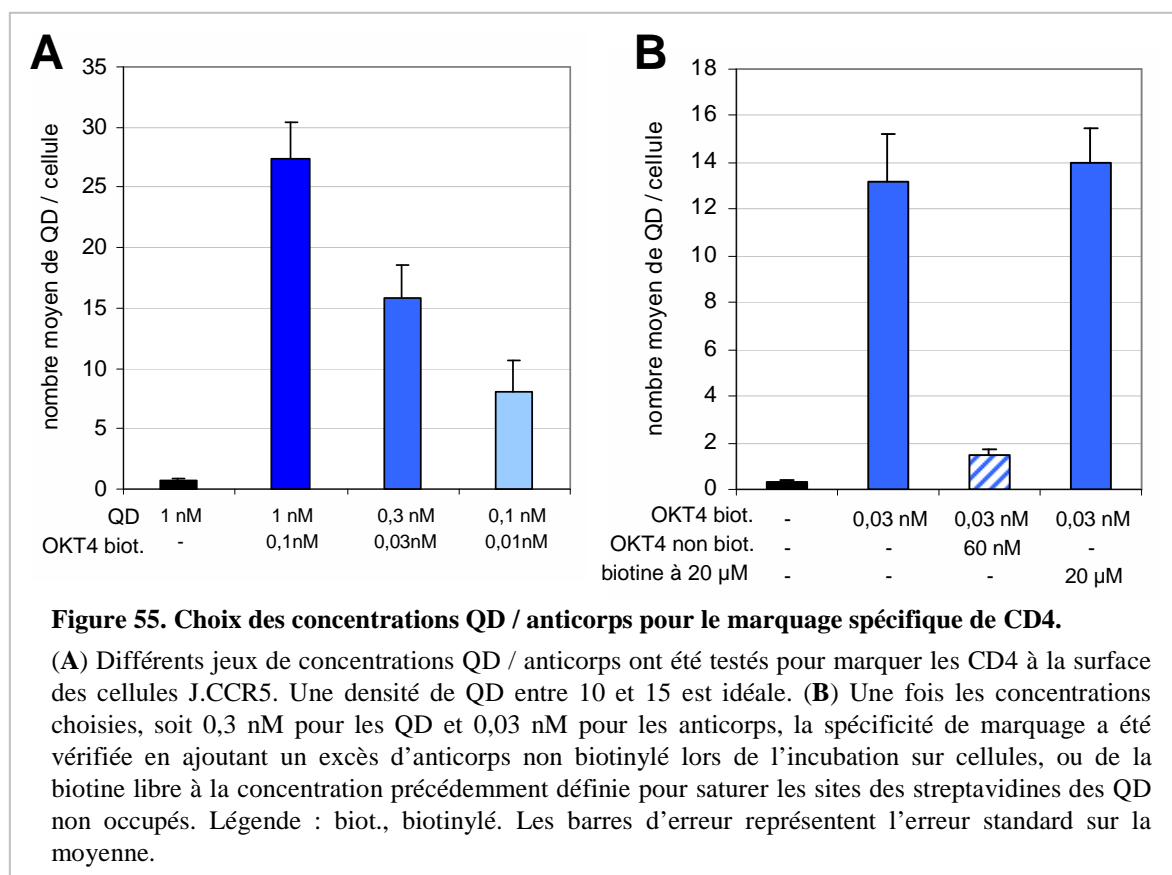 A
B
nombre moyen de QD / cellule
35
30
25
20
15
10
5
0
QD 1 nM 1 nM 0,3 nM 0,1 nM
OKT4 biot. - 0,1nM 0,03nM 0,01nM
nombre moyen de QD / cellule
18
16
14
12
10
8
6
4
2
0
OKT4 biot. - 0,03 nM 0,03 nM 0,03 nM
OKT4 non biot. - - 60 nM -
biotine à 20 µM - - - 20 µM
Figure 55. Choix des concentrations QD / anticorps pour le marquage spécifique de CD4.
(A) Différents jeux de concentrations QD / anticorps ont été testés pour marquer les CD4 à la surface
des cellules J.CCR5. Une densité de QD entre 10 et 15 est idéale. (B) Une fois les concentrations
choisies, soit 0,3 nM pour les QD et 0,03 nM pour les anticorps, la spécificité de marquage a été
vérifiée en ajoutant un excès d’anticorps non biotinylé lors de l’incubation sur cellules, ou de la
biotine libre à la concentration précédemment définie pour saturer les sites des streptavidines des QD
non occupés. Légende : biot., biotinylé. Les barres d’erreur représentent l’erreur standard sur la
moyenne.